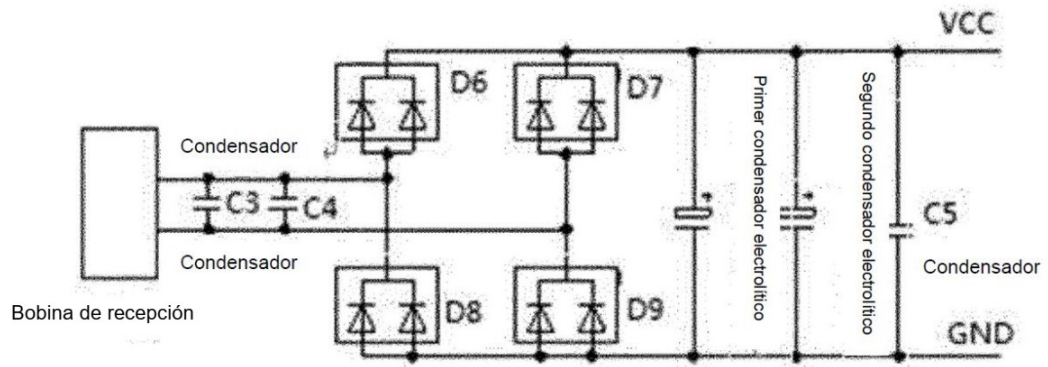 VCC
D6
D7
Condensador
C3
C4
Condensador
Bobina de recepción
D8
D9
Primer condensador electrolítico
Segundo condensador electrolítico
C5
Condensador
GND